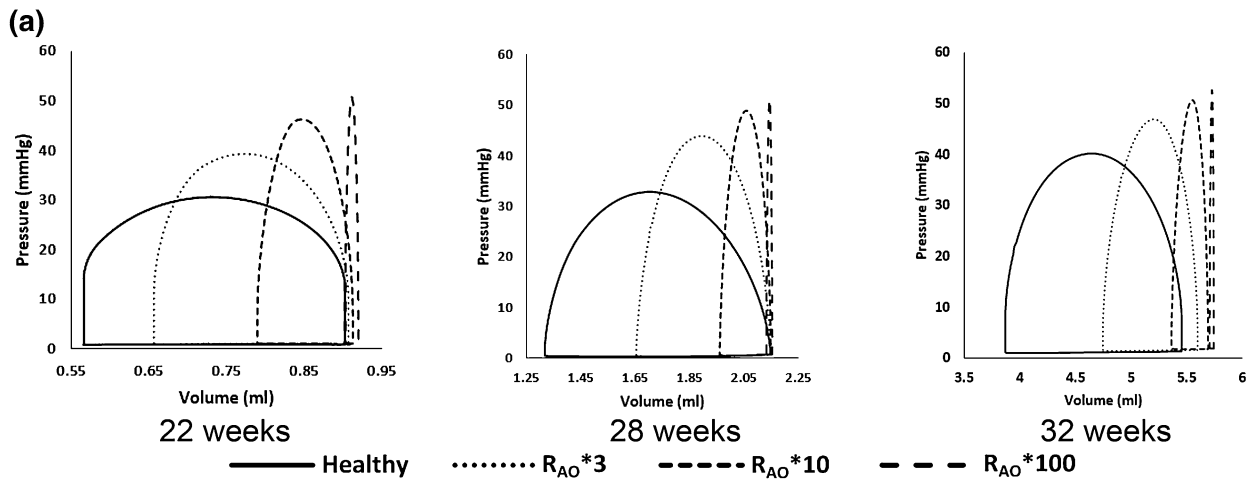 (a)
60
50
40
30
20
10
0
Pressure (mmHg)
0.55 0.65 0.75 0.85 0.95
Volume (ml)
22 weeks
60
50
40
30
20
10
0
Pressure (mmHg)
1.25 1.45 1.65 1.85 2.05 2.25
Volume (ml)
28 weeks
60
50
40
30
20
10
0
Pressure (mmHg)
3.5 4 4.5 5 5.5 6
Volume (ml)
32 weeks
Healthy R_AO*3 R_AO*10 R_AO*100